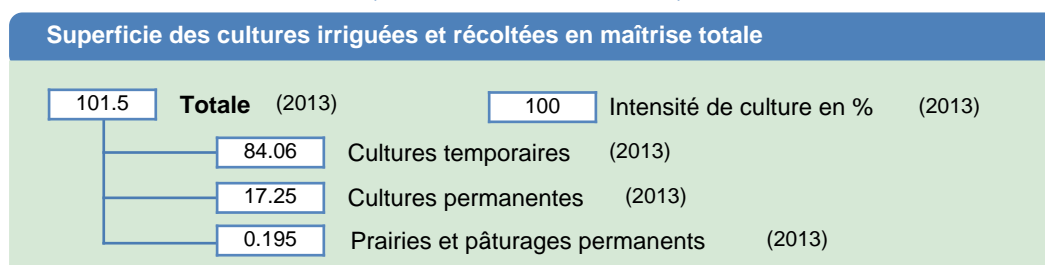 Superficie des cultures irriguées et récoltées en maîtrise totale
101.5 Totale (2013) 100 Intensité de culture en % (2013)
84.06 Cultures temporaires (2013)
17.25 Cultures permanentes (2013)
0.195 Prairies et pâturages permanents (2013)